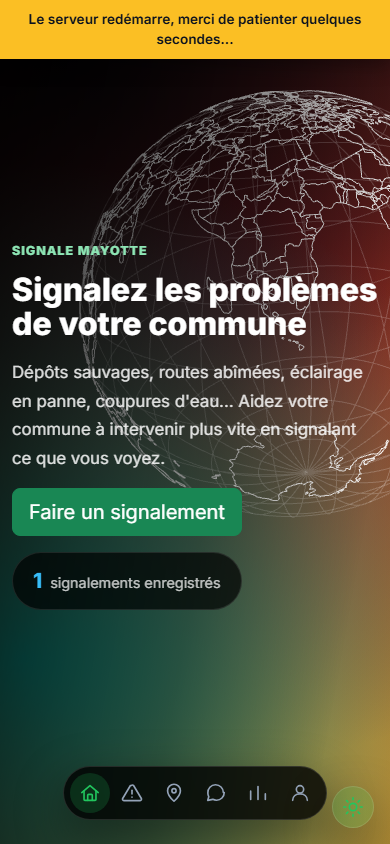 Le serveur redémarre, merci de patienter quelques
secondes...
SIGNALE MAYOTTE
Signalez les problèmes
de votre commune
Dépôts sauvages, routes abîmées, éclairage
en panne, coupures d'eau... Aidez votre
commune à intervenir plus vite en signalant
ce que vous voyez.
Faire un signalement
1 signalements enregistrés